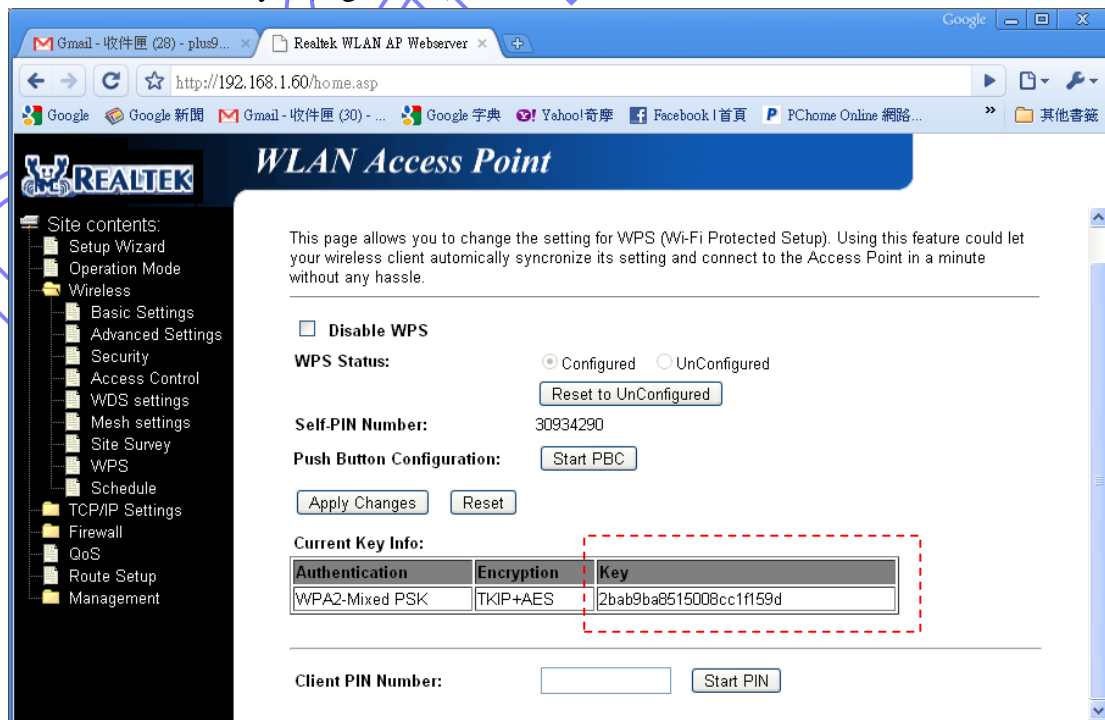 Google
Gmail - 收件匣 (28) - plus9...
Realtek WLAN AP Webserver
http://192.168.1.60/home.asp
Google
Google 新聞
Gmail - 收件匣 (30) - ...
Google 字典
Yahoo!奇摩
Facebook | 首頁
PChome Online 網路...
»
其他書籤
REALTEK
WLAN Access Point
Site contents:
Setup Wizard
Operation Mode
Wireless
Basic Settings
Advanced Settings
Security
Access Control
WDS settings
Mesh settings
Site Survey
WPS
Schedule
TCP/IP Settings
Firewall
QoS
Route Setup
Management
This page allows you to change the setting for WPS (Wi-Fi Protected Setup). Using this feature could let
your wireless client automically syncronize its setting and connect to the Access Point in a minute
without any hassle.
Disable WPS
WPS Status: Configured UnConfigured
Reset to UnConfigured
Self-PIN Number: 30934290
Push Button Configuration: Start PBC
Apply Changes Reset
Current Key Info:
Authentication Encryption Key
WPA2-Mixed PSK TKIP+AES 2bab9ba8515008cc1f159d
Client PIN Number: Start PIN